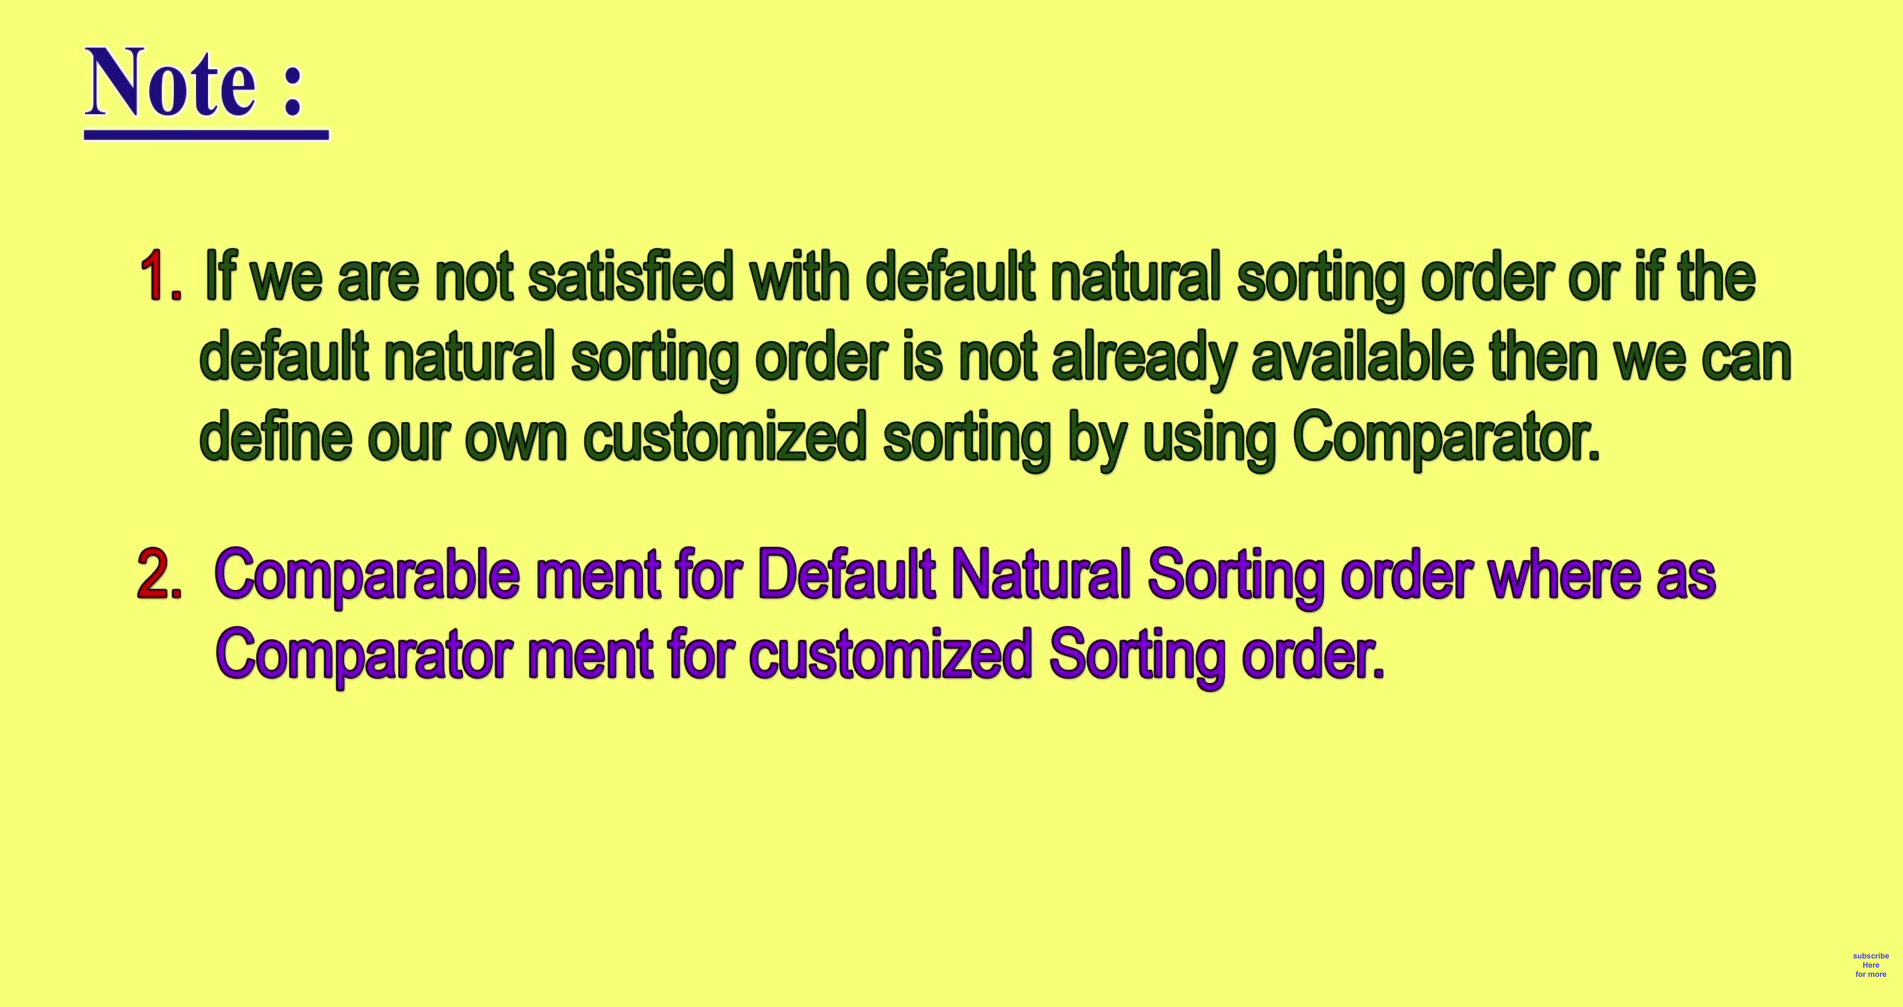 Note :
1. If we are not satisfied with default natural sorting order or if the
default natural sorting order is not already available then we can
define our own customized sorting by using Comparator.
2. Comparable ment for Default Natural Sorting order where as
Comparator ment for customized Sorting order.
subscribe
Here
for more